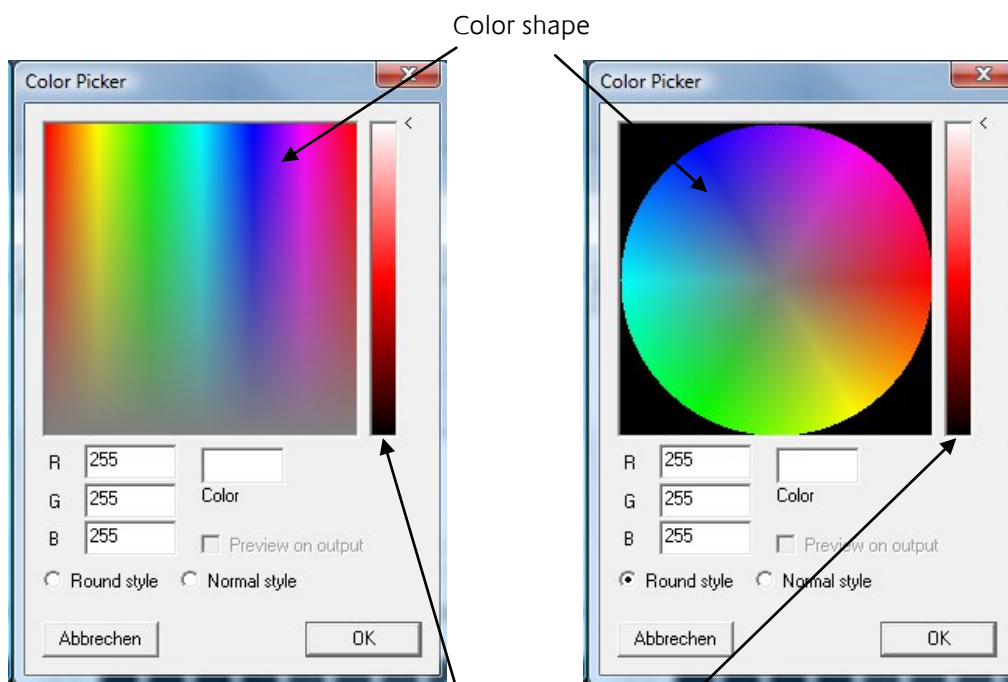 Color shape
Color Picker
<
R 255
G 255
B 255
Color
Preview on output
Round style Normal style
Abbrechen OK
Color Picker
<
R 255
G 255
B 255
Color
Preview on output
Round style Normal style
Abbrechen OK